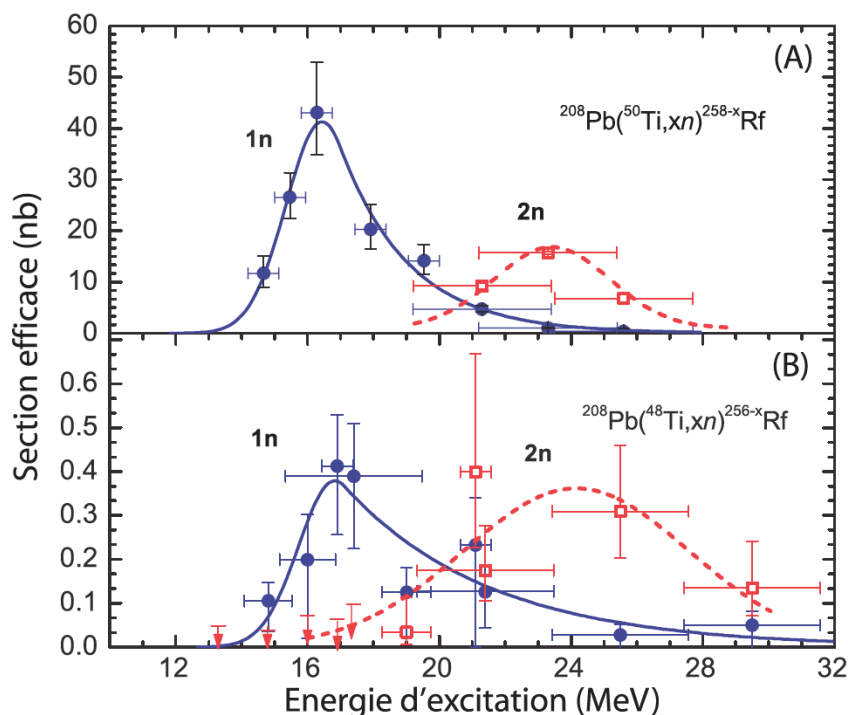 60
50
40
30
20
10
0
(A)
²⁰⁸Pb(⁵⁰Ti,xn)²⁵⁸⁻ˣRf
1n
2n
Section efficace (nb)
0.6
0.5
0.4
0.3
0.2
0.1
0.0
(B)
²⁰⁸Pb(⁴⁸Ti,xn)²⁵⁶⁻ˣRf
1n
2n
12 16 20 24 28 32
Energie d'excitation (MeV)